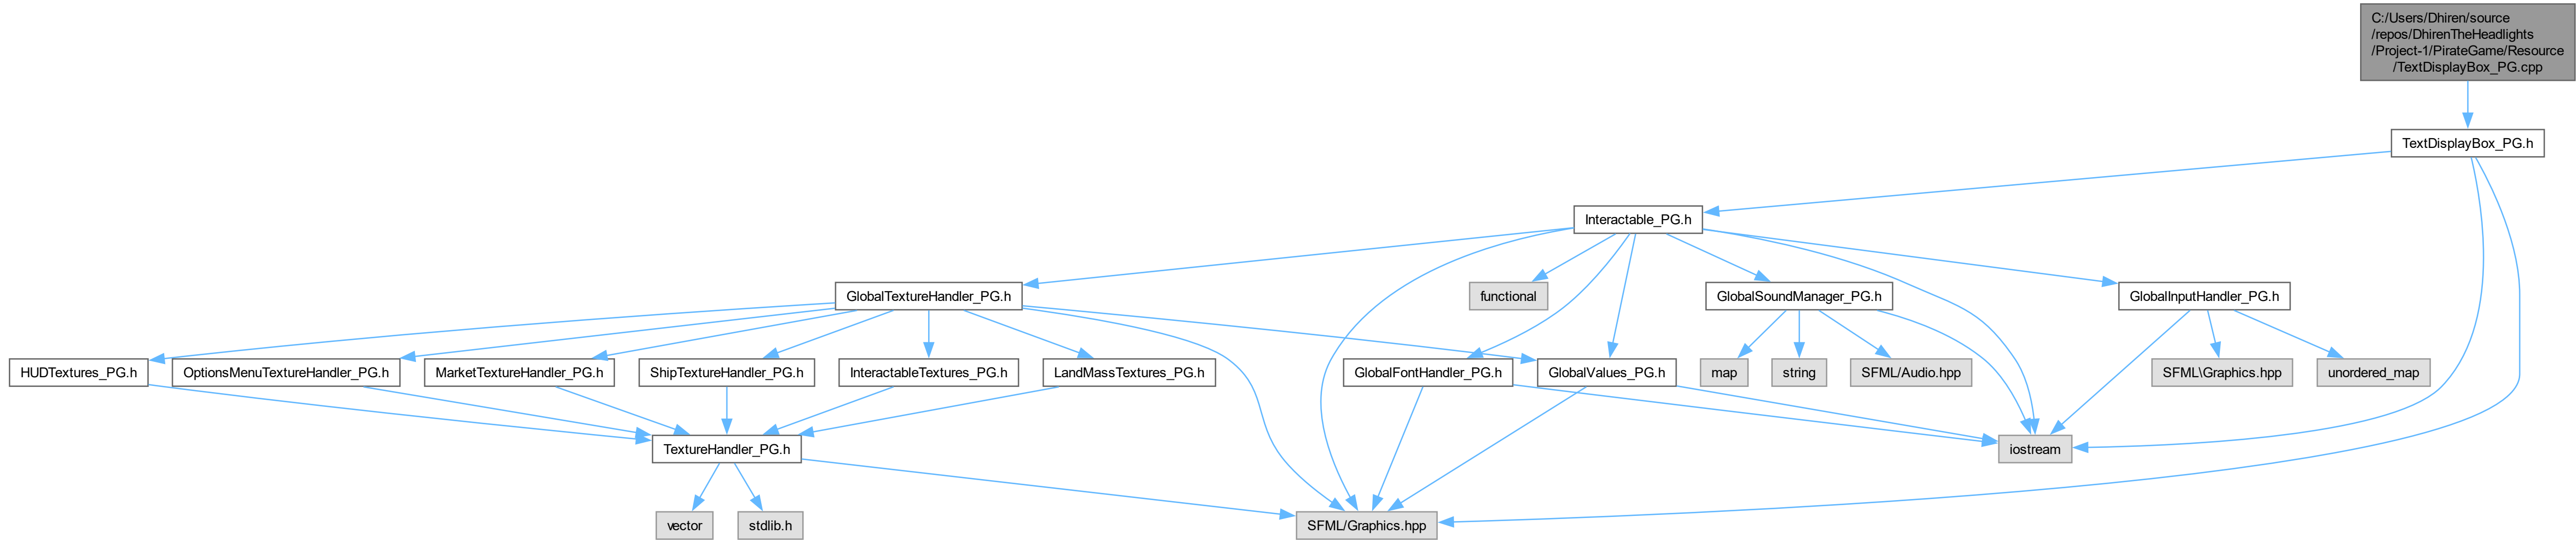 C:/Users/Dhiren/source
/repos/DhirenTheHeadlights
/Project-1/PirateGame/Resource
/TextDisplayBox_PG.cpp
TextDisplayBox_PG.h
Interactable_PG.h
GlobalTextureHandler_PG.h
functional
GlobalSoundManager_PG.h
GlobalInputHandler_PG.h
HUDTextures_PG.h
OptionsMenuTextureHandler_PG.h
MarketTextureHandler_PG.h
ShipTextureHandler_PG.h
InteractableTextures_PG.h
LandMassTextures_PG.h
GlobalFontHandler_PG.h
GlobalValues_PG.h
map
string
SFML/Audio.hpp
SFML\Graphics.hpp
unordered_map
TextureHandler_PG.h
iostream
vector
stdlib.h
SFML/Graphics.hpp